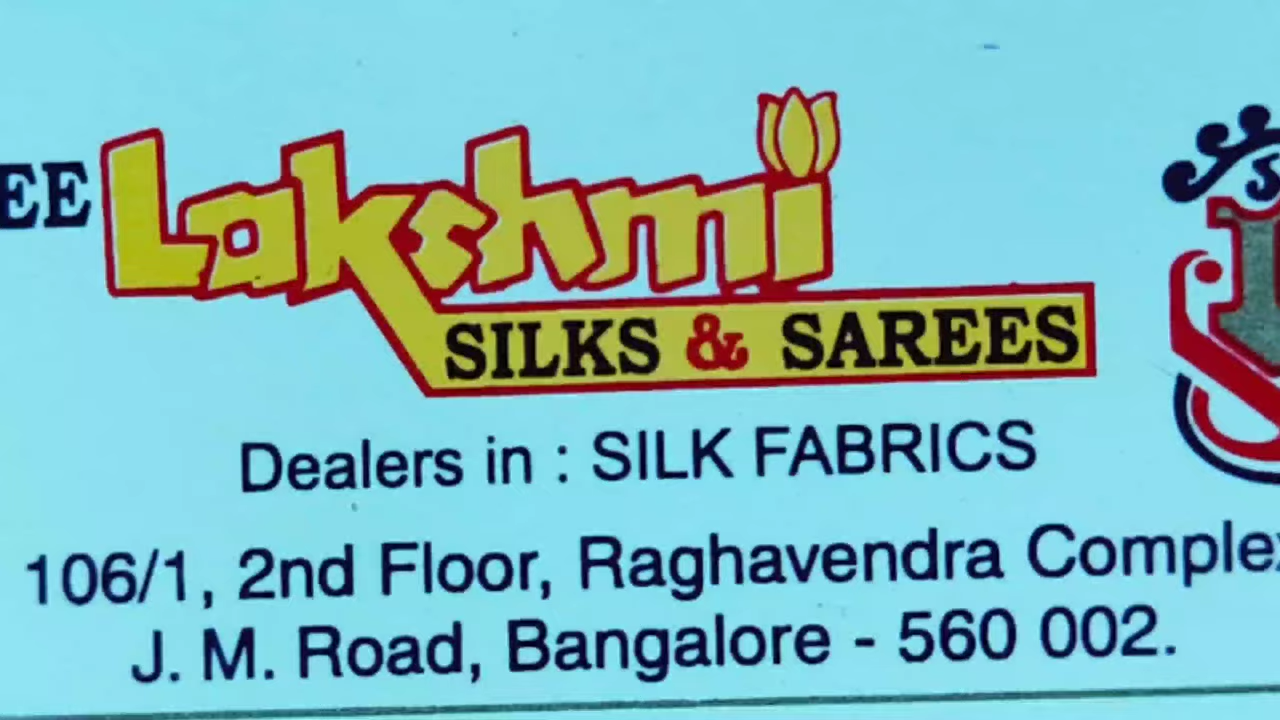 EE Lakshmi
SILKS & SAREES
Dealers in : SILK FABRICS
106/1, 2nd Floor, Raghavendra Comple
J. M. Road, Bangalore - 560 002.